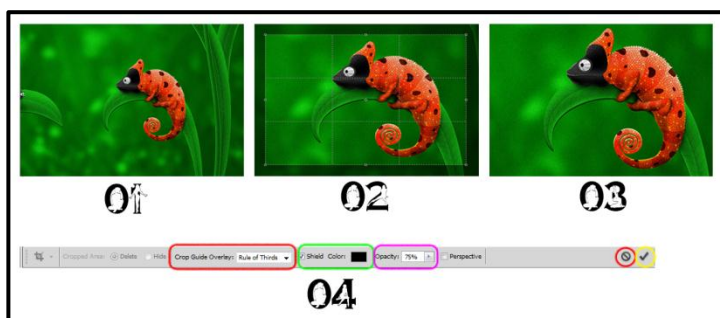 01 02 03
Cropped Area: Delete Hide Crop Guide Overlay: Rule of Thirds Shield Color: Opacity: 75% Perspective
04